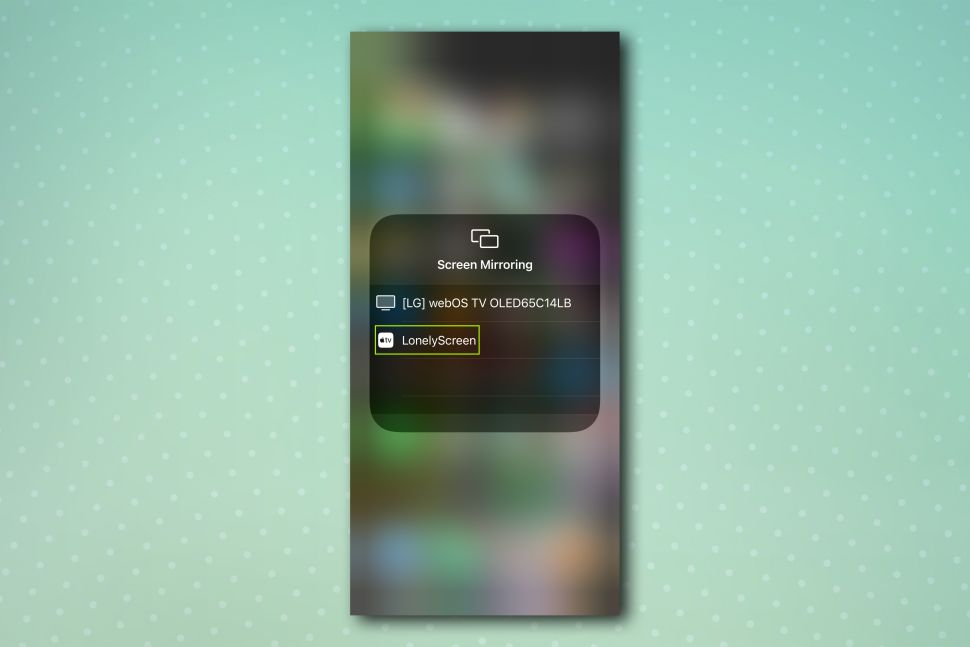 Screen Mirroring
[LG] webOS TV OLED65C14LB
tv LonelyScreen